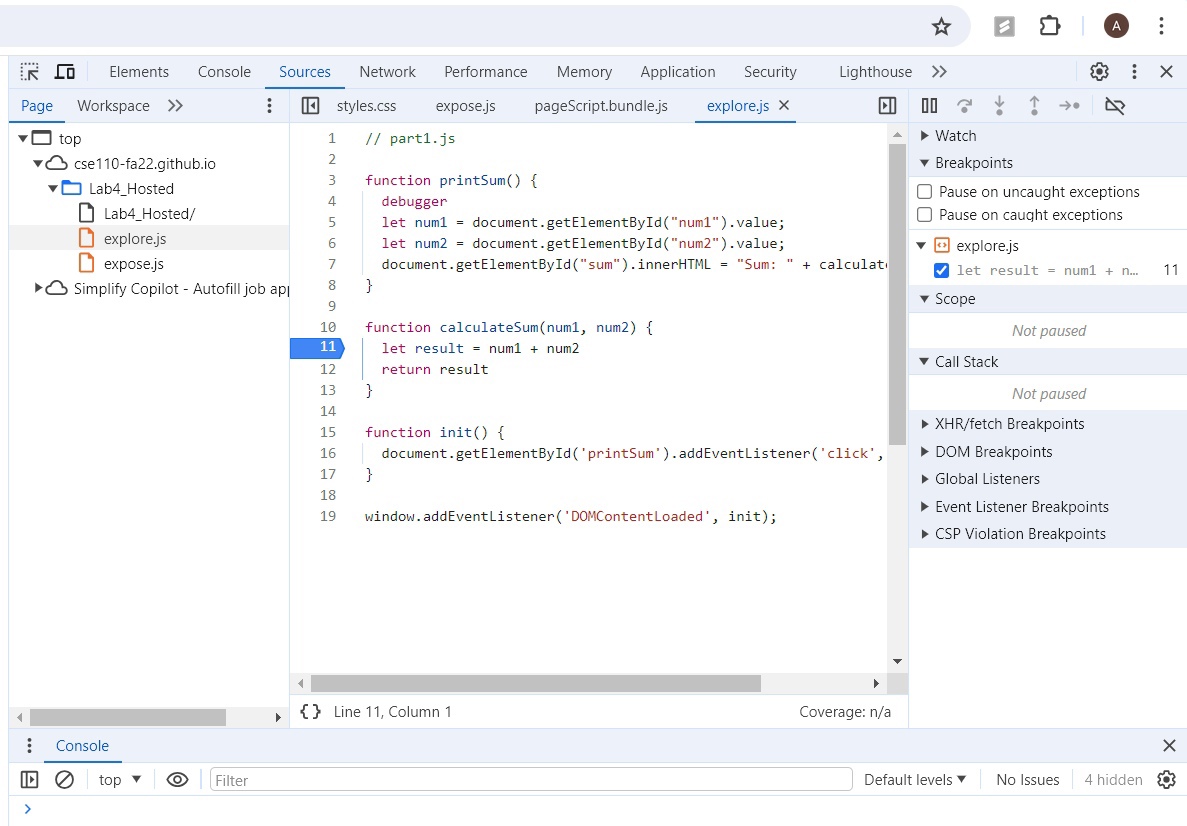 A
Elements Console Sources Network Performance Memory Application Security Lighthouse
Page Workspace
styles.css expose.js pageScript.bundle.js explore.js
top
cse110-fa22.github.io
Lab4_Hosted
Lab4_Hosted/
explore.js
expose.js
Simplify Copilot - Autofill job app
1 // part1.js
2
3 function printSum() {
4 debugger
5 let num1 = document.getElementById("num1").value;
6 let num2 = document.getElementById("num2").value;
7 document.getElementById("sum").innerHTML = "Sum: " + calculate
8 }
9
10 function calculateSum(num1, num2) {
11 let result = num1 + num2
12 return result
13 }
14
15 function init() {
16 document.getElementById('printSum').addEventListener('click',
17 }
18
19 window.addEventListener('DOMContentLoaded', init);
{} Line 11, Column 1 Coverage: n/a
Watch
Breakpoints
Pause on uncaught exceptions
Pause on caught exceptions
explore.js
let result = num1 + n… 11
Scope
Not paused
Call Stack
Not paused
XHR/fetch Breakpoints
DOM Breakpoints
Global Listeners
Event Listener Breakpoints
CSP Violation Breakpoints
Console
top Filter Default levels No Issues 4 hidden